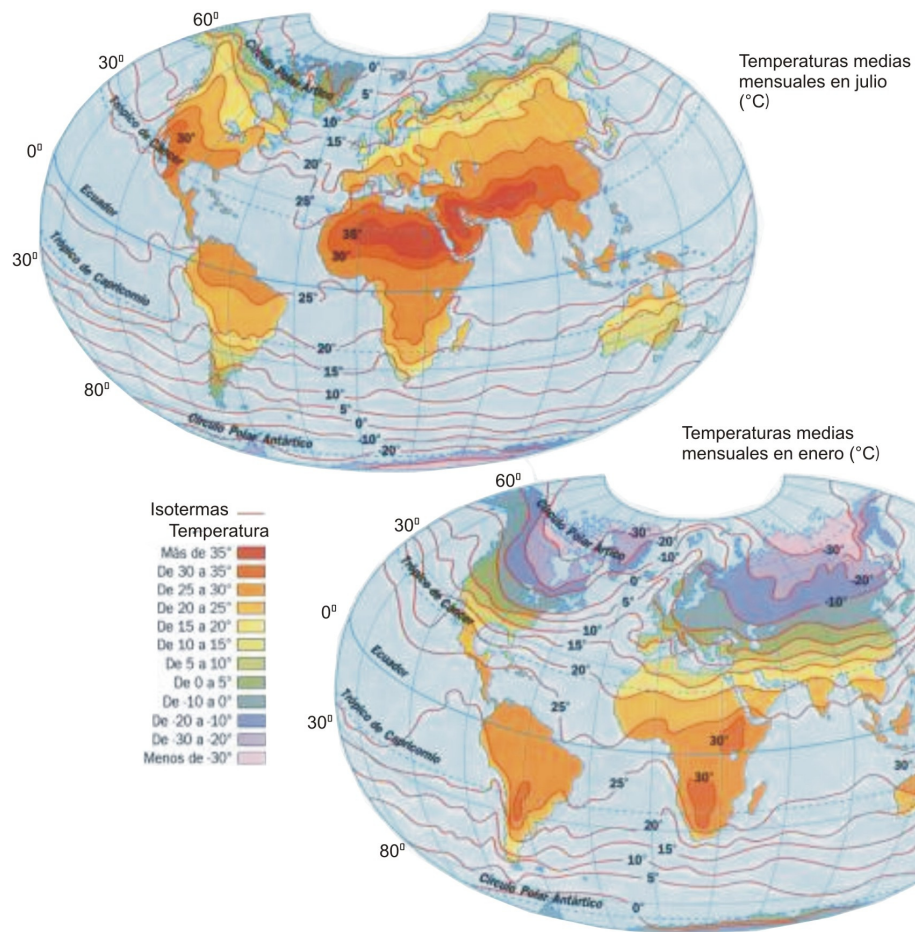 60⁰
30⁰
0⁰
30⁰
80⁰
Círculo Polar Ártico
Trópico de Cáncer
Ecuador
Trópico de Capricornio
Círculo Polar Antártico
0°
5°
10°
15°
20°
25°
30°
35°
30°
25°
20°
15°
10°
5°
0°
-10°
-20°
Temperaturas medias
mensuales en julio
(°C)
Temperaturas medias
mensuales en enero (°C)
Isotermas
Temperatura
Más de 35°
De 30 a 35°
De 25 a 30°
De 20 a 25°
De 15 a 20°
De 10 a 15°
De 5 a 10°
De 0 a 5°
De -10 a 0°
De -20 a -10°
De -30 a -20°
Menos de -30°
60⁰
30⁰
0⁰
30⁰
80⁰
Círculo Polar Ártico
Trópico de Cáncer
Ecuador
Trópico de Capricornio
Círculo Polar Antártico
-30°
-20°
-10°
0°
5°
10°
15°
20°
25°
-30°
-20°
-10°
30°
30°
30°
25°
20°
15°
10°
5°
0°